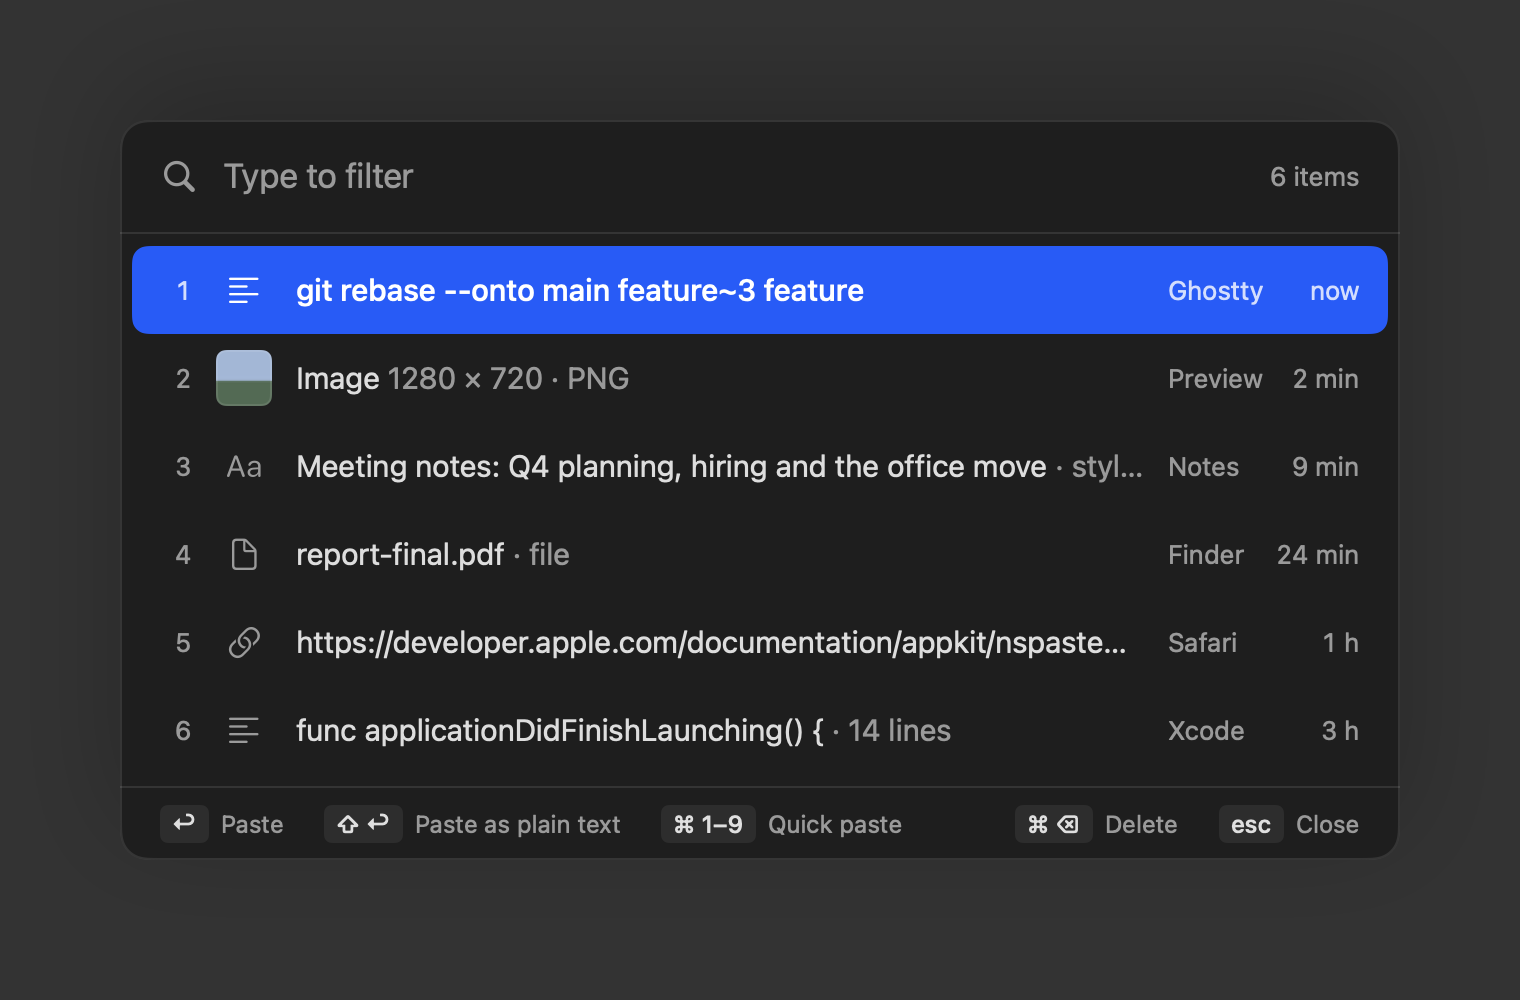 Type to filter 6 items
1 git rebase --onto main feature~3 feature Ghostty now
2 Image 1280 × 720 · PNG Preview 2 min
3 Aa Meeting notes: Q4 planning, hiring and the office move · styl... Notes 9 min
4 report-final.pdf · file Finder 24 min
5 https://developer.apple.com/documentation/appkit/nspaste... Safari 1 h
6 func applicationDidFinishLaunching() { · 14 lines Xcode 3 h
↩ Paste ⇧ ↩ Paste as plain text ⌘ 1–9 Quick paste ⌘ ⌫ Delete esc Close